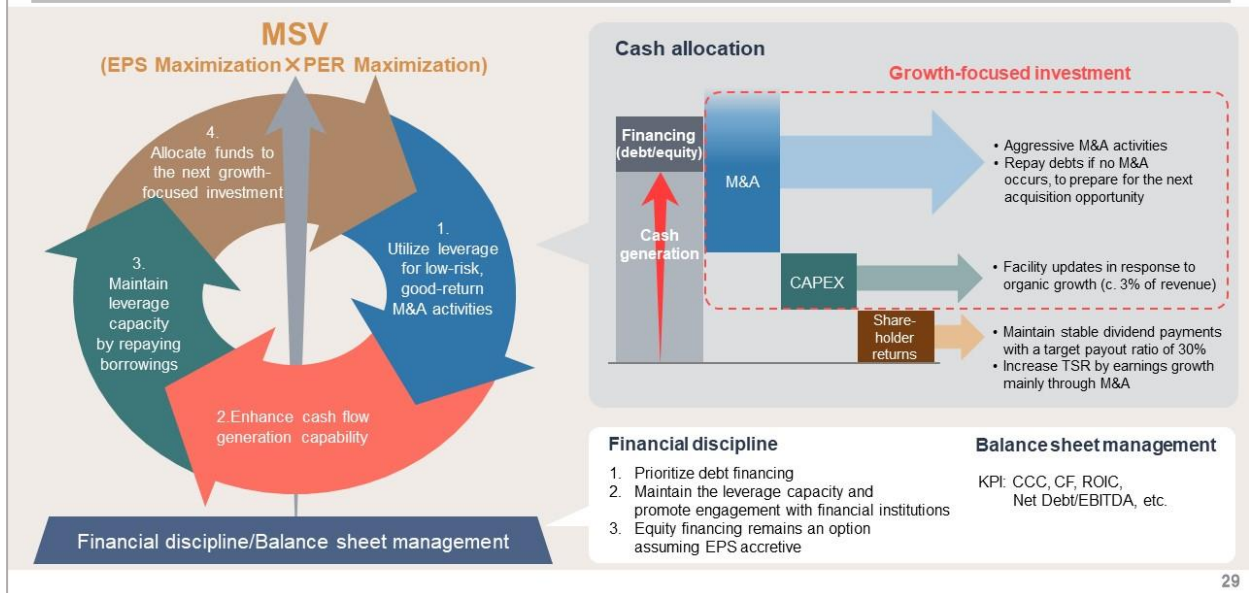 MSV
(EPS Maximization×PER Maximization)
4.
Allocate funds to
the next growth-
focused investment
1.
Utilize leverage
for low-risk,
good-return
M&A activities
3.
Maintain
leverage
capacity
by repaying
borrowings
2.Enhance cash flow
generation capability
Financial discipline/Balance sheet management
Cash allocation
Growth-focused investment
Financing
(debt/equity)
Cash
generation
M&A
CAPEX
Share-
holder
returns
• Aggressive M&A activities
• Repay debts if no M&A
occurs, to prepare for the next
acquisition opportunity
• Facility updates in response to
organic growth (c. 3% of revenue)
• Maintain stable dividend payments
with a target payout ratio of 30%
• Increase TSR by earnings growth
mainly through M&A
Financial discipline
1. Prioritize debt financing
2. Maintain the leverage capacity and
promote engagement with financial institutions
3. Equity financing remains an option
assuming EPS accretive
Balance sheet management
KPI: CCC, CF, ROIC,
Net Debt/EBITDA, etc.
29